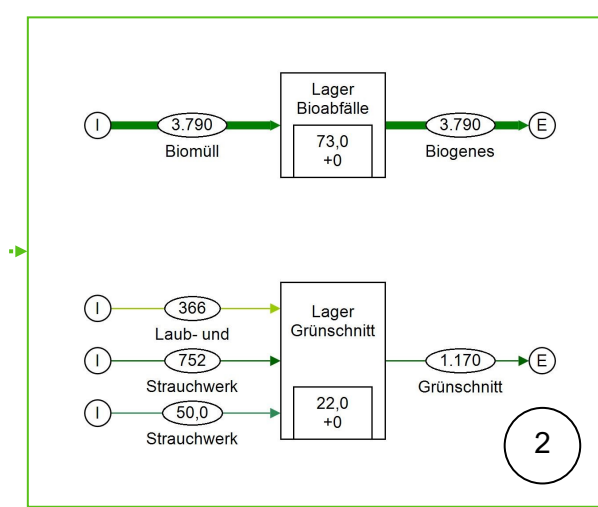 Lager
Bioabfälle
I
3.790
Biomüll
73,0
+0
3.790
Biogenes
E
I
366
Laub- und
I
752
Strauchwerk
I
50,0
Strauchwerk
Lager
Grünschnitt
22,0
+0
1.170
Grünschnitt
E
2